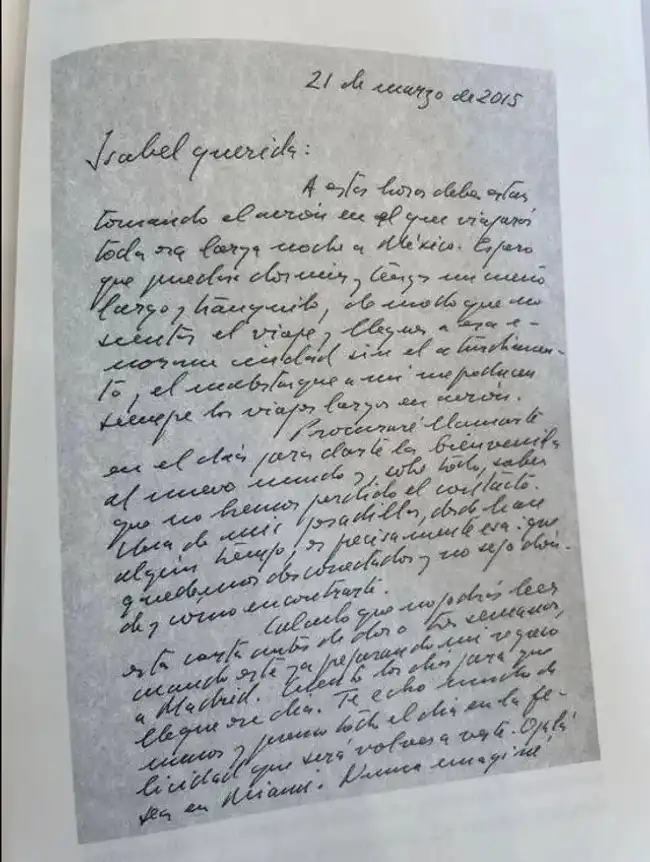 21 de marzo de 2015
Isabel querida:
A estas horas debes estar
tomando el avión en el que viajarás
toda esa larga noche a México. Espero
que puedas dormir y tengas un sueño
largo y tranquilo, de modo que no
sientas el viaje y llegues a esa e-
norme ciudad sin el aturdimien-
to y el malestar que a mí me producen
siempre los viajes largos en avión.
Procuraré llamarte
en el día para darte la bienvenida
al nuevo mundo y, sobre todo, saber
que no hemos perdido el contacto.
Una de mis pesadillas, desde hace
algún tiempo, es precisamente esa: que
quedemos desconectados y no sepa dón-
de y cómo encontrarte.
Calculo que no podrás leer
esta carta antes de dos o tres semanas,
cuando esté ya preparando mi regreso
a Madrid. Cuento los días para que
llegue ese día. Te echo mucho de
menos y pienso todo el día en la fe-
licidad que será volver a verte. Ojalá
sea en Miami. Nunca imaginé